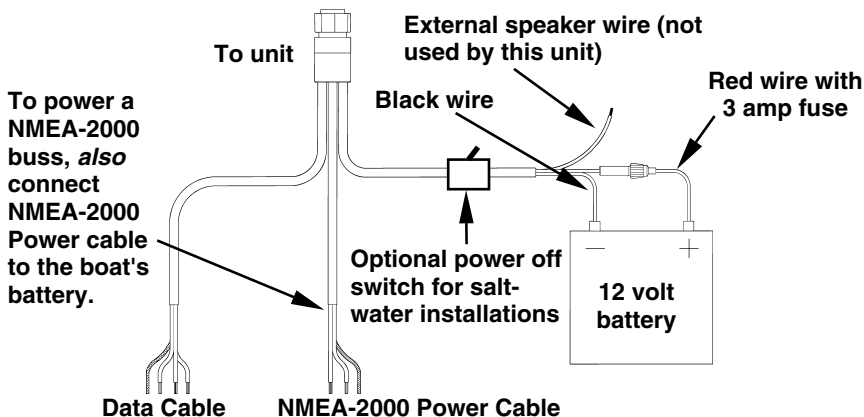 To unit
External speaker wire (not
used by this unit)
Black wire
Red wire with
3 amp fuse
To power a
NMEA-2000
buss, also
connect
NMEA-2000
Power cable
to the boat's
battery.
Optional power off
switch for salt-
water installations
12 volt
battery
Data Cable
NMEA-2000 Power Cable